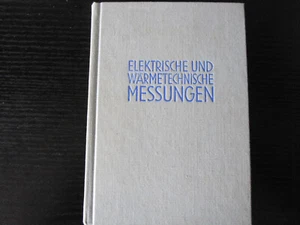 ELEKTRISCHE UND
WÄRMETECHNISCHE
MESSUNGEN